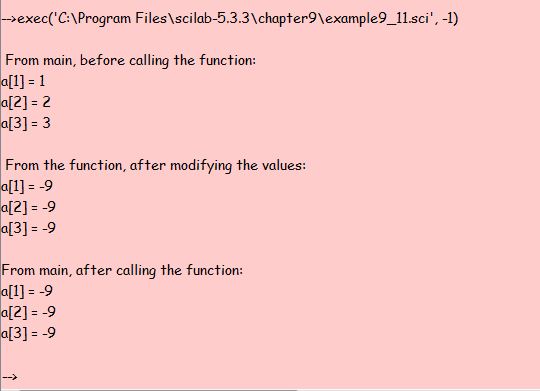 -->exec('C:\Program Files\scilab-5.3.3\chapter9\example9_11.sci', -1)
From main, before calling the function:
a[1] = 1
a[2] = 2
a[3] = 3
From the function, after modifying the values:
a[1] = -9
a[2] = -9
a[3] = -9
From main, after calling the function:
a[1] = -9
a[2] = -9
a[3] = -9
-->